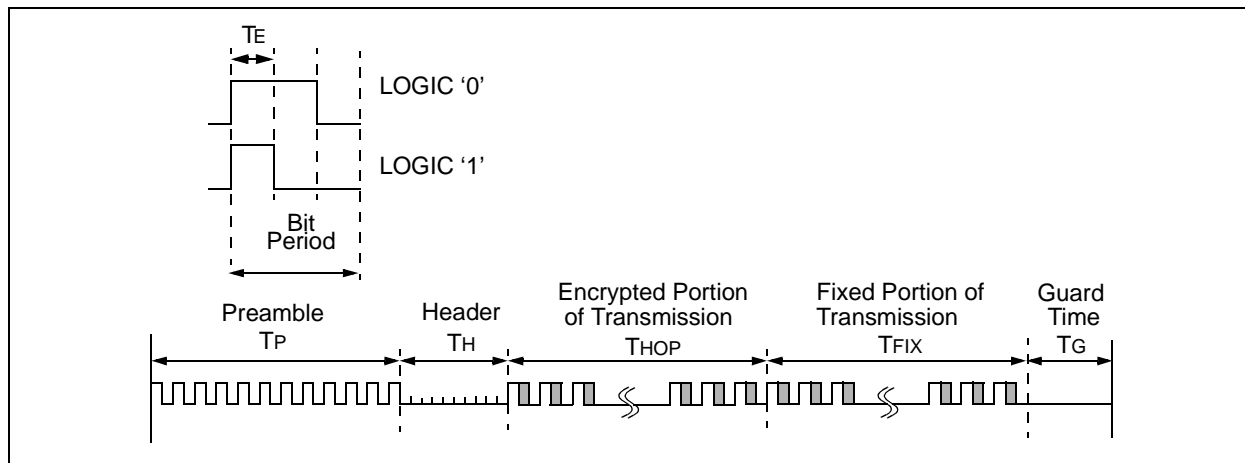 TE
LOGIC ‘0’
LOGIC ‘1’
Bit
Period
Preamble
TP
Header
TH
Encrypted Portion
of Transmission
THOP
Fixed Portion of
Transmission
TFIX
Guard
Time
TG